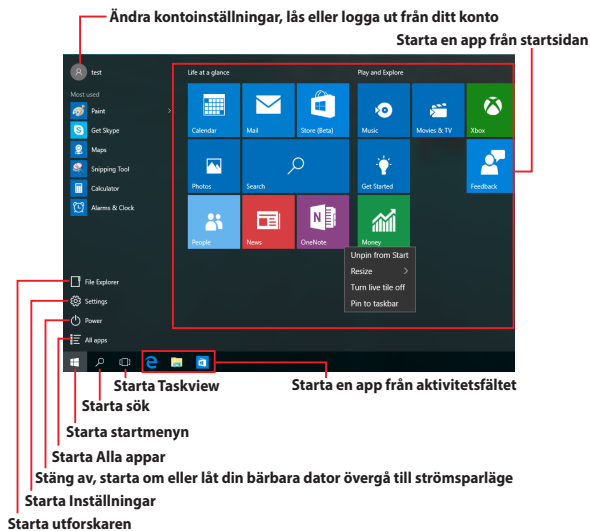 Ändra kontoinställningar, lås eller logga ut från ditt konto
Starta en app från startsidan
test
Life at a glance
Play and Explore
Most used
Paint
Get Skype
Maps
Snipping Tool
Calculator
Alarms & Clock
Calendar
Mail
Store (Beta)
Music
Movies & TV
Xbox
Photos
Search
Get Started
Feedback
People
News
OneNote
Money
Unpin from Start
Resize
Turn live tile off
Pin to taskbar
File Explorer
Settings
Power
All apps
Starta Taskview
Starta en app från aktivitetsfältet
Starta sök
Starta startmenyn
Starta Alla appar
Stäng av, starta om eller låt din bärbara dator övergå till strömsparläge
Starta Inställningar
Starta utforskaren